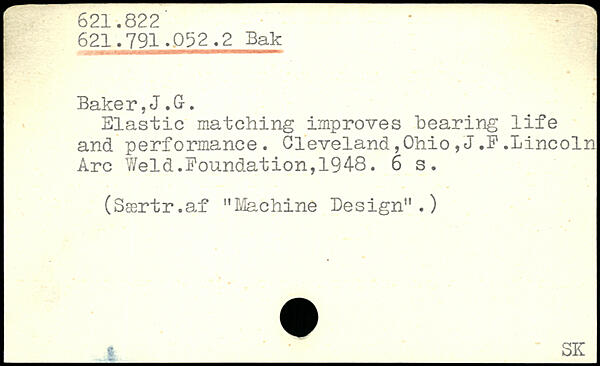 621.822
621.791.052.2 Bak
Baker,J.G.
Elastic matching improves bearing life
and performance. Cleveland,Ohio,J.F.Lincoln
Arc Weld.Foundation,1948. 6 s.
(Særtr.af "Machine Design".)
SK